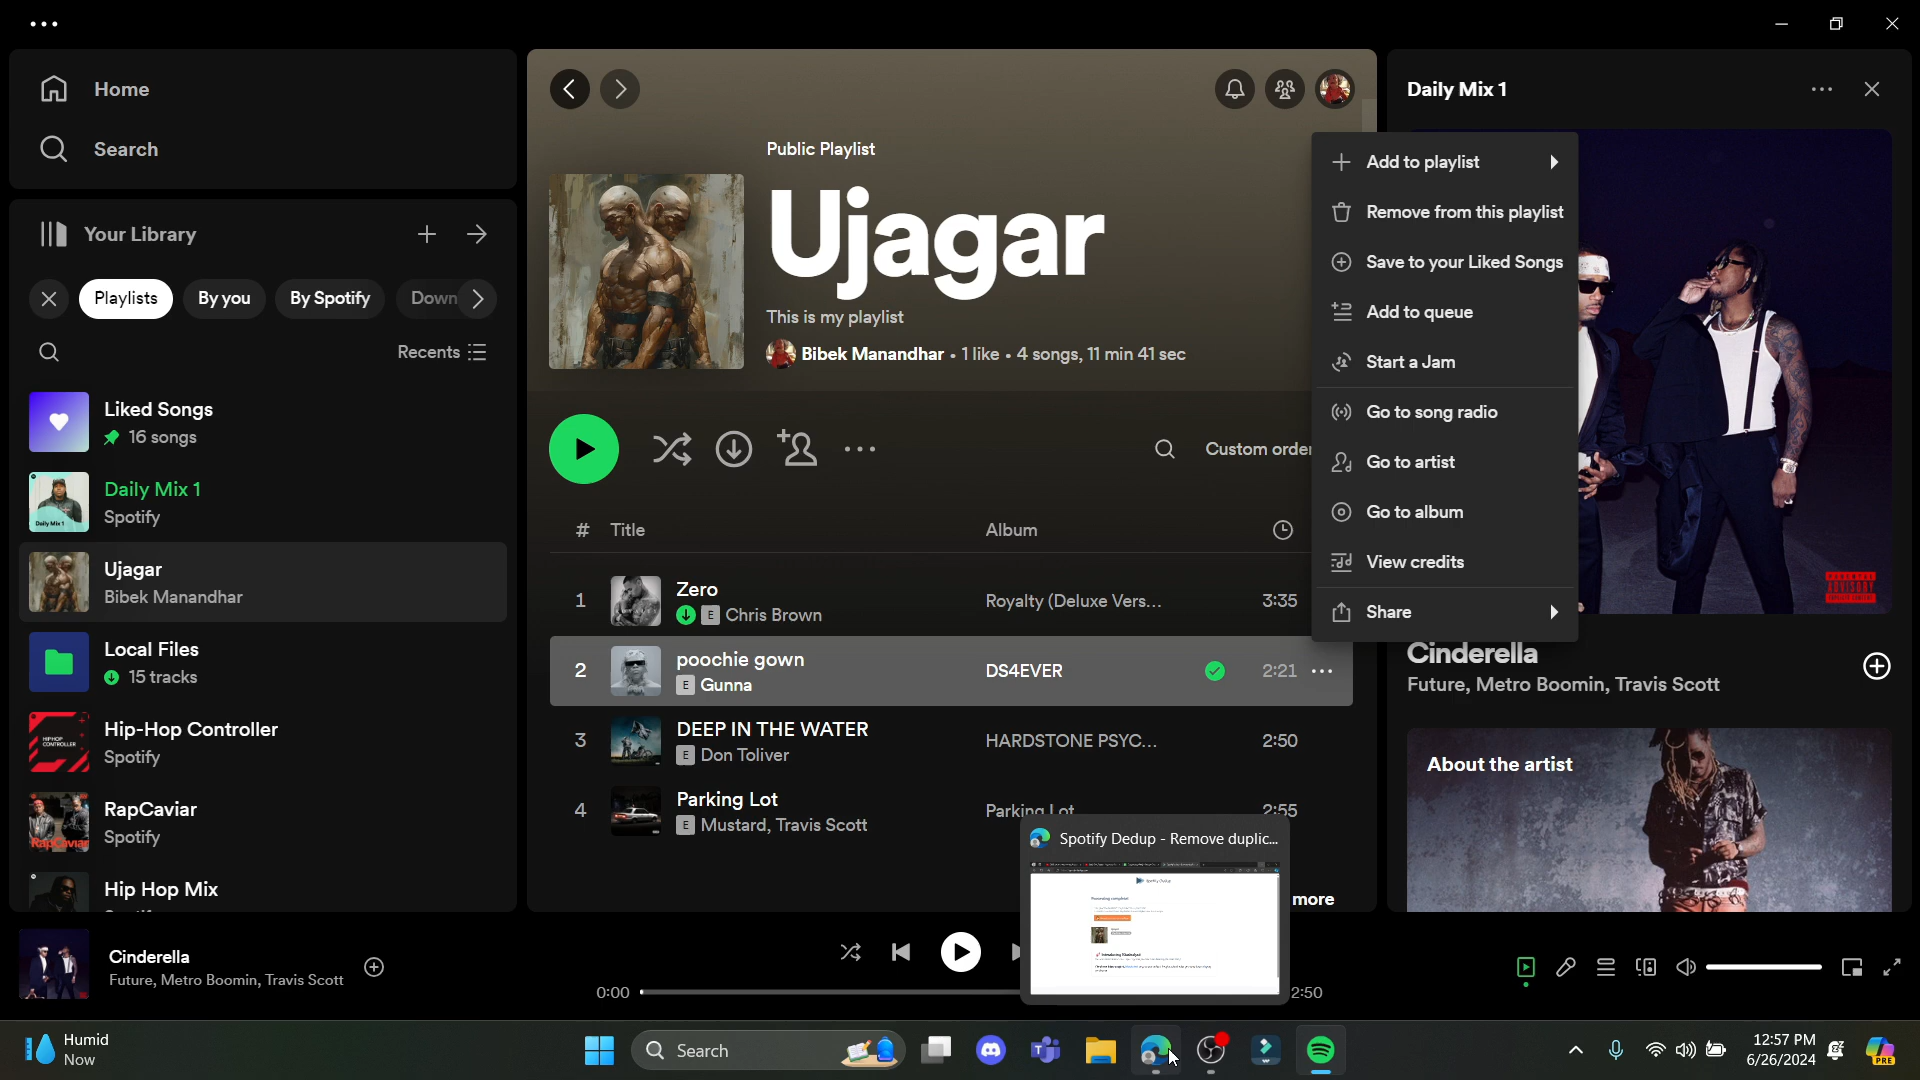 Home
Search
Your Library
Playlists
By you
By Spotify
Down
Recents
Liked Songs
16 songs
Daily Mix 1
Spotify
Ujagar
Bibek Manandhar
Local Files
15 tracks
Hip-Hop Controller
Spotify
RapCaviar
Spotify
Hip Hop Mix
Public Playlist
Ujagar
This is my playlist
Bibek Manandhar • 1 like • 4 songs, 11 min 41 sec
Custom order
# Title Album
1 Zero Royalty (Deluxe Vers... 3:35
E Chris Brown
2 poochie gown DS4EVER 2:21
E Gunna
3 DEEP IN THE WATER HARDSTONE PSYC... 2:50
E Don Toliver
4 Parking Lot Parking Lot 2:55
E Mustard, Travis Scott
more
Add to playlist
Remove from this playlist
Save to your Liked Songs
Add to queue
Start a Jam
Go to song radio
Go to artist
Go to album
View credits
Share
Daily Mix 1
Cinderella
Future, Metro Boomin, Travis Scott
About the artist
Spotify Dedup - Remove duplic...
Cinderella
Future, Metro Boomin, Travis Scott
0:00
2:50
Humid
Now
Search
12:57 PM
6/26/2024
PRE